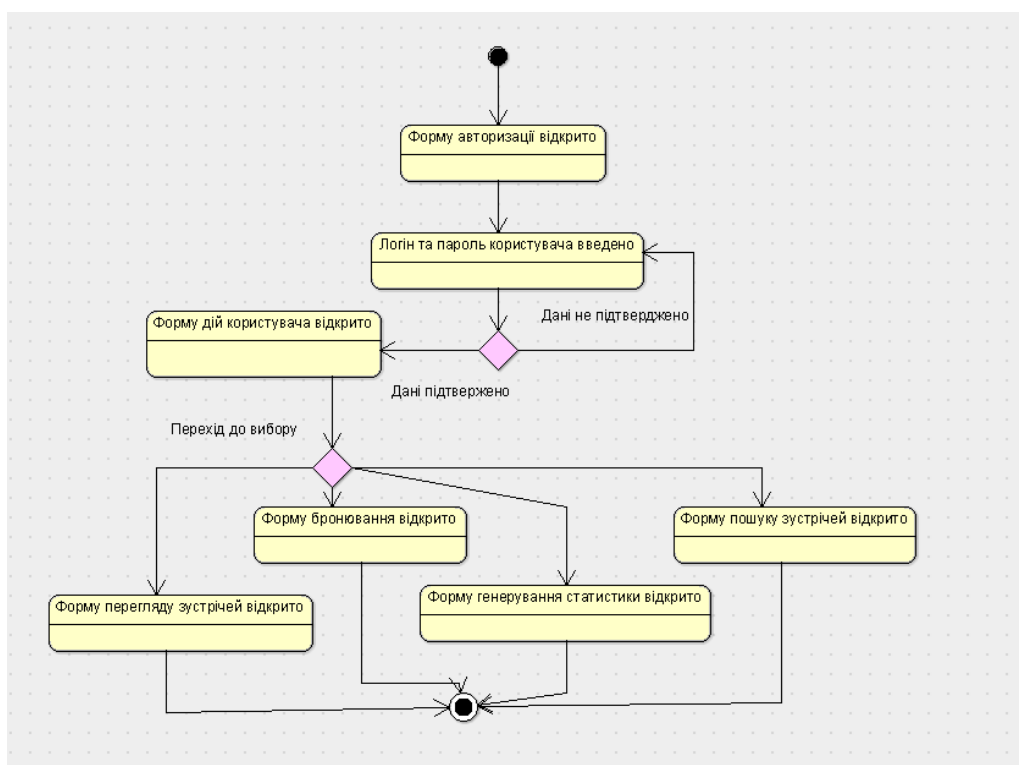 Форму авторизації відкрито
Логін та пароль користувача введено
Дані не підтверджено
Форму дій користувача відкрито
Дані підтвержено
Перехід до вибору
Форму бронювання відкрито
Форму пошуку зустрічей відкрито
Форму генерування статистики відкрито
Форму перегляду зустрічей відкрито